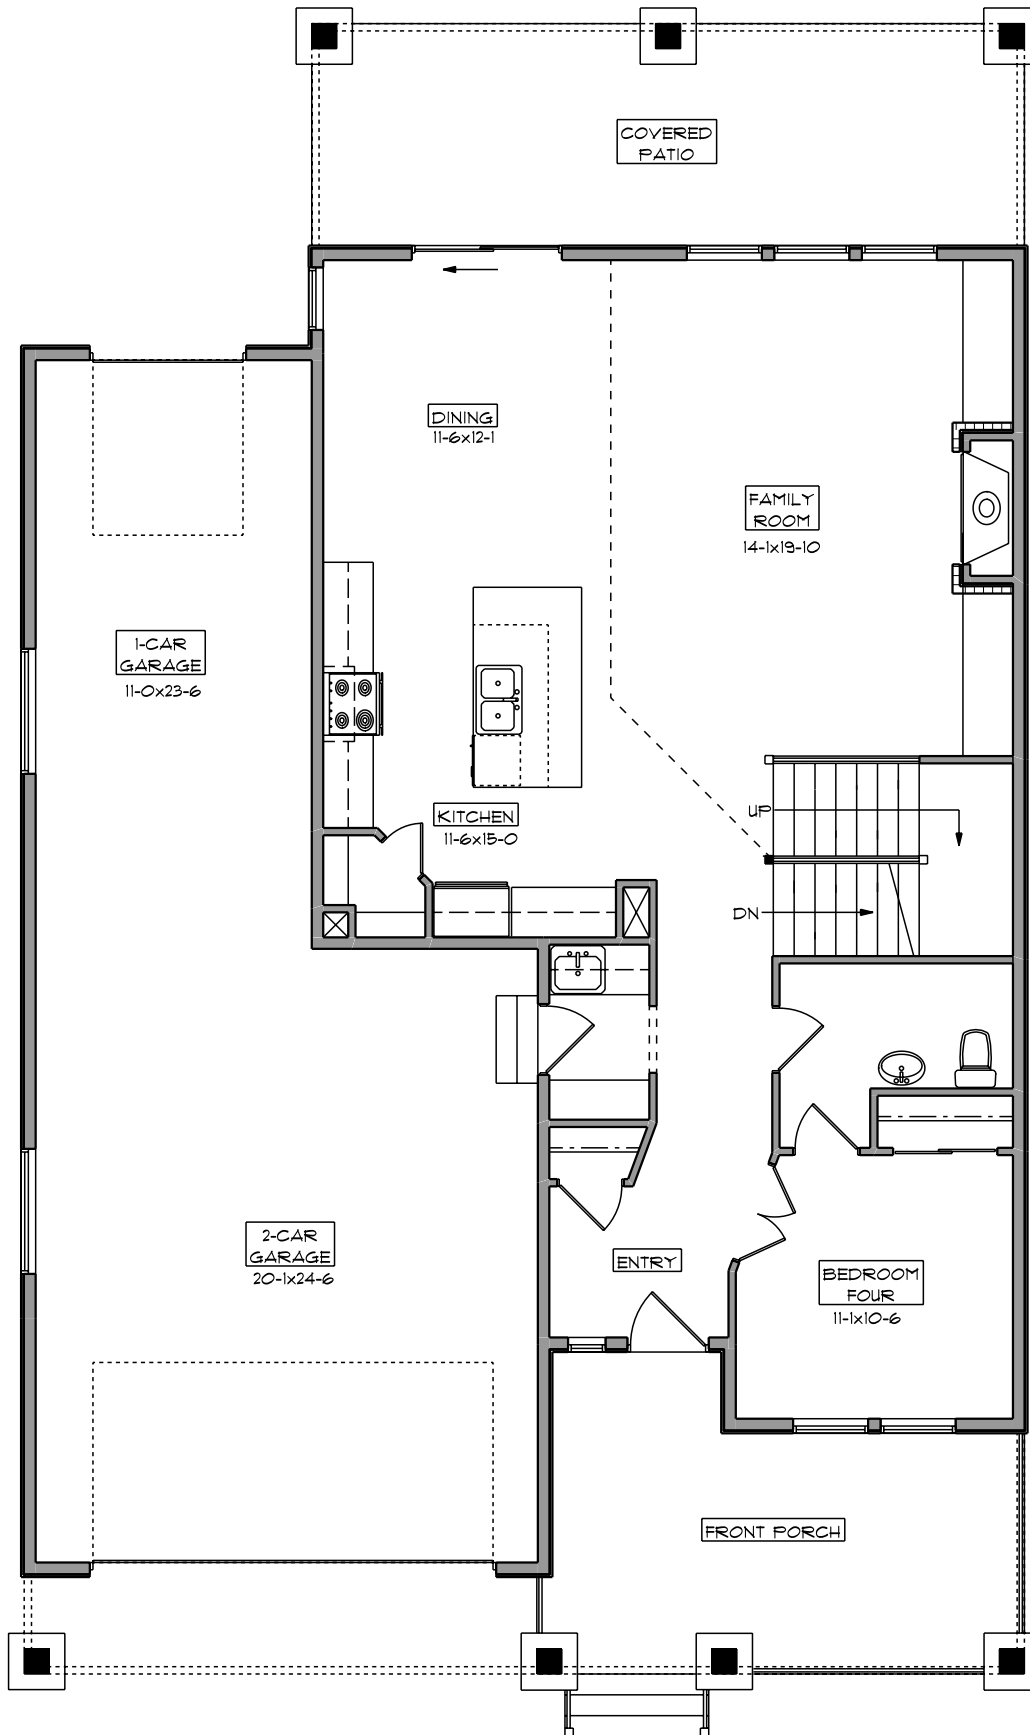 COVERED
PATIO
DINING
11-6x12-1
FAMILY
ROOM
14-1x19-10
1-CAR
GARAGE
11-0x23-6
KITCHEN
11-6x15-0
UP
DN
2-CAR
GARAGE
20-1x24-6
ENTRY
BEDROOM
FOUR
11-1x10-6
FRONT PORCH